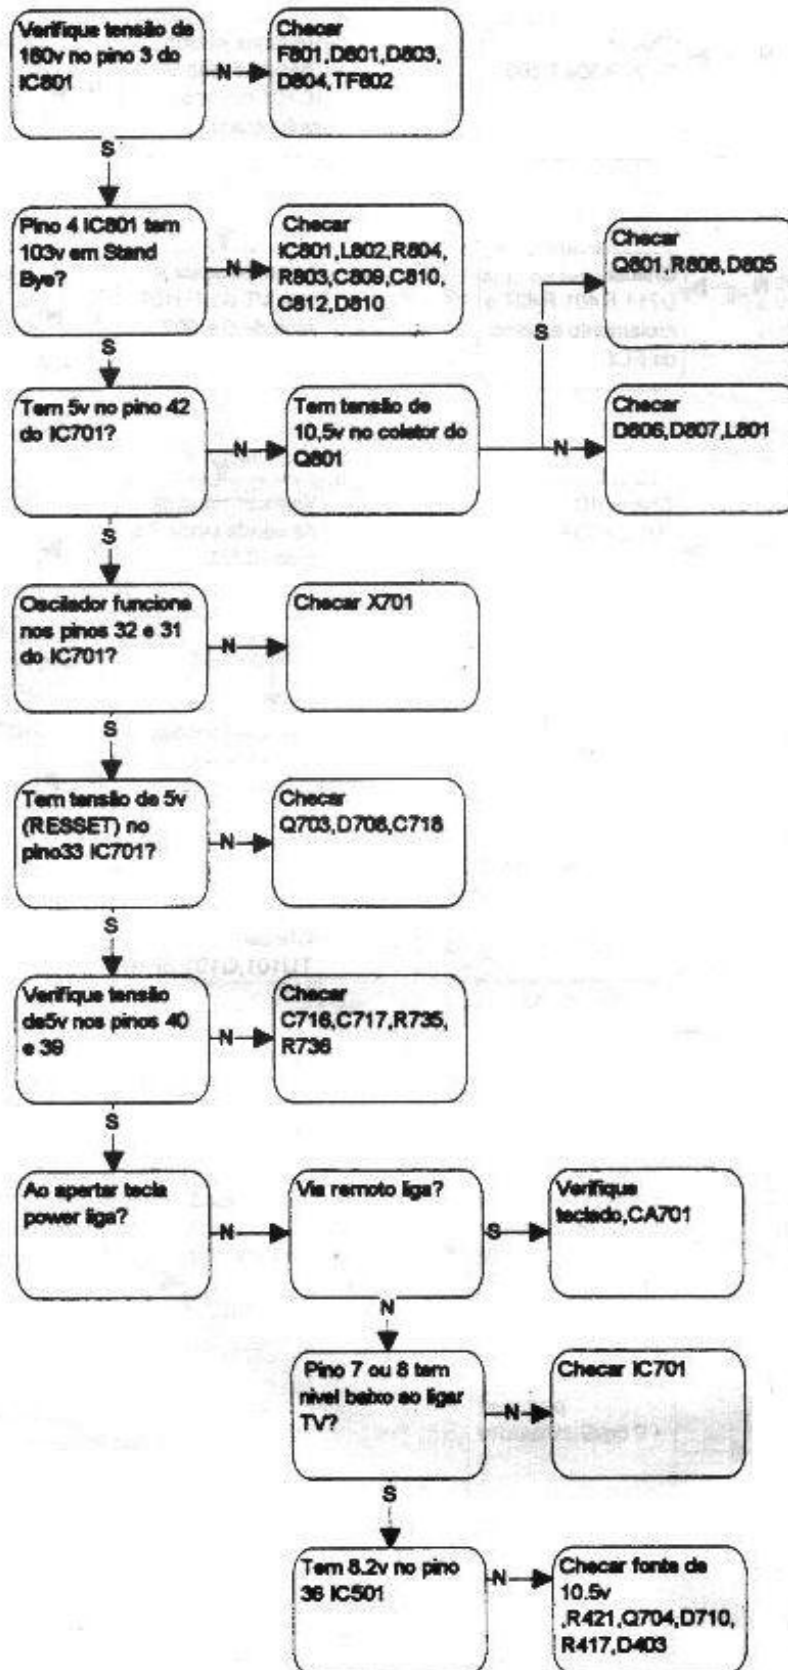 Verifique tensão de
160v no pino 3 do
IC801
N
Checar
F801,D801,D803,
D804,TF802
S
Pino 4 IC801 tem
103v em Stand
Bye?
N
Checar
IC801,L802,R804,
R803,C809,C810,
C812,D810
Checar
Q801,R808,D805
S
S
Tem 5v no pino 42
do IC701?
N
Tem tensão de
10,5v no coletor do
Q801
N
Checar
D806,D807,L801
S
Oscilador funciona
nos pinos 32 e 31
do IC701?
N
Checar X701
S
Tem tensão de 5v
(RESSET) no
pino33 IC701?
N
Checar
Q703,D708,C718
S
Verifique tensão
de5v nos pinos 40
e 39
N
Checar
C716,C717,R735,
R736
S
Ao apertar tecla
power liga?
N
Via remoto liga?
S
Verifique
teclado,CA701
N
Pino 7 ou 8 tem
nivel baixo ao ligar
TV?
N
Checar IC701
S
Tem 8.2v no pino
36 IC501
N
Checar fonte de
10.5v
,R421,Q704,D710,
R417,D403